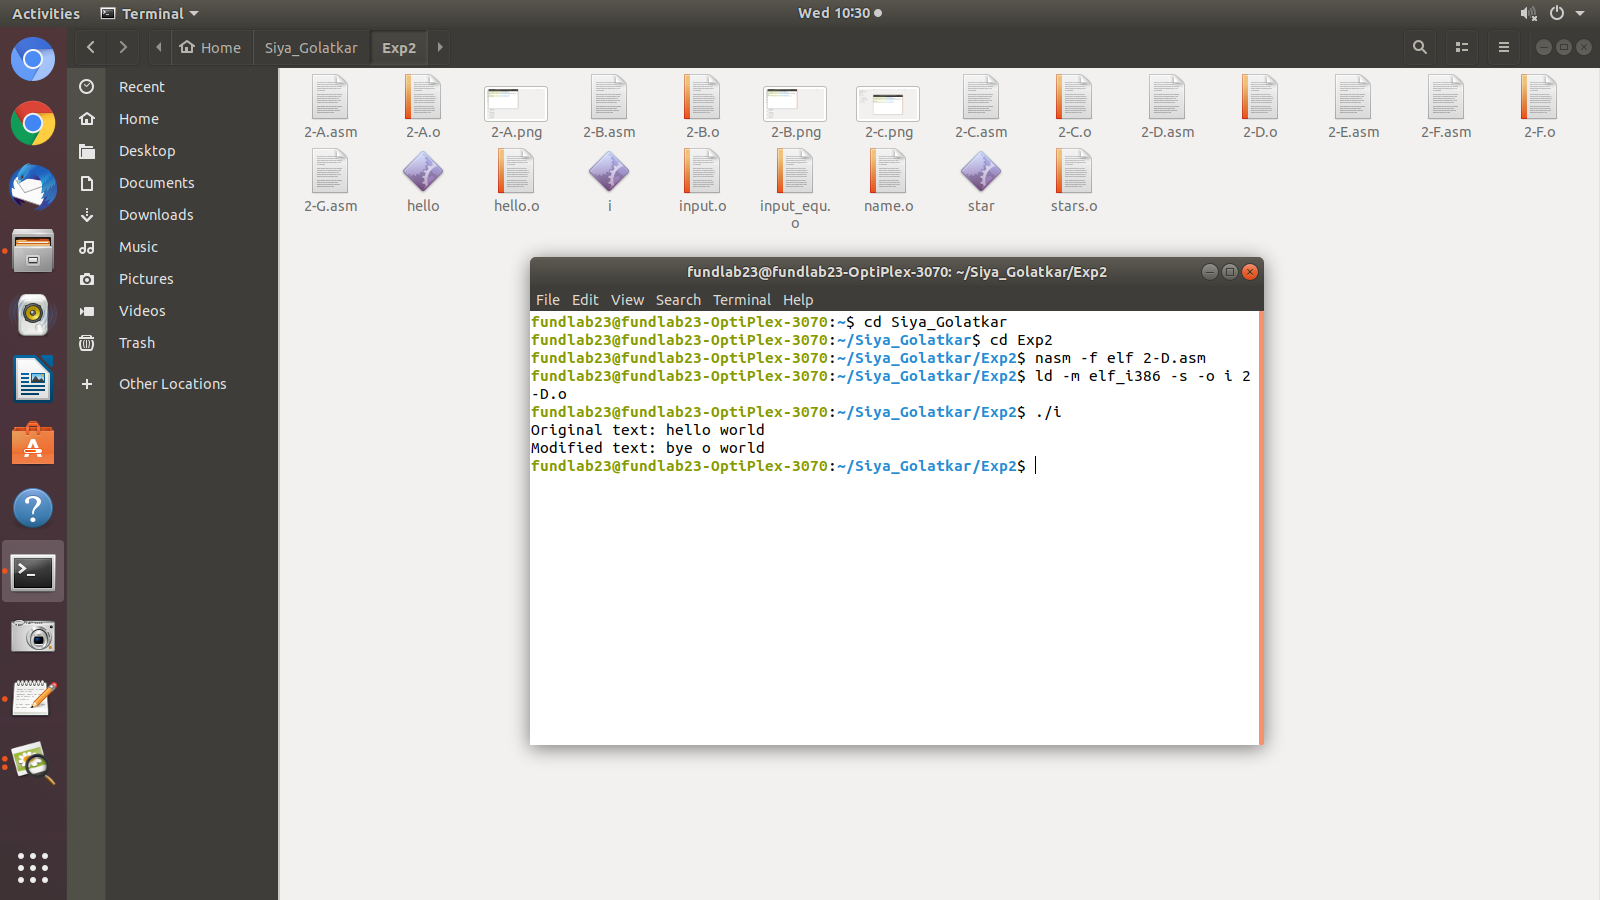 Activities Terminal Wed 10:30
Home Siya_Golatkar Exp2
Recent
Home
Desktop
Documents
Downloads
Music
Pictures
Videos
Trash
Other Locations
2-A.asm 2-A.o 2-A.png 2-B.asm 2-B.o 2-B.png 2-c.png 2-C.asm 2-C.o 2-D.asm 2-D.o 2-E.asm 2-F.asm 2-F.o
2-G.asm hello hello.o i input.o input_equ. name.o star stars.o
o
fundlab23@fundlab23-OptiPlex-3070: ~/Siya_Golatkar/Exp2
File Edit View Search Terminal Help
fundlab23@fundlab23-OptiPlex-3070:~$ cd Siya_Golatkar
fundlab23@fundlab23-OptiPlex-3070:~/Siya_Golatkar$ cd Exp2
fundlab23@fundlab23-OptiPlex-3070:~/Siya_Golatkar/Exp2$ nasm -f elf 2-D.asm
fundlab23@fundlab23-OptiPlex-3070:~/Siya_Golatkar/Exp2$ ld -m elf_i386 -s -o i 2
-D.o
fundlab23@fundlab23-OptiPlex-3070:~/Siya_Golatkar/Exp2$ ./i
Original text: hello world
Modified text: bye o world
fundlab23@fundlab23-OptiPlex-3070:~/Siya_Golatkar/Exp2$